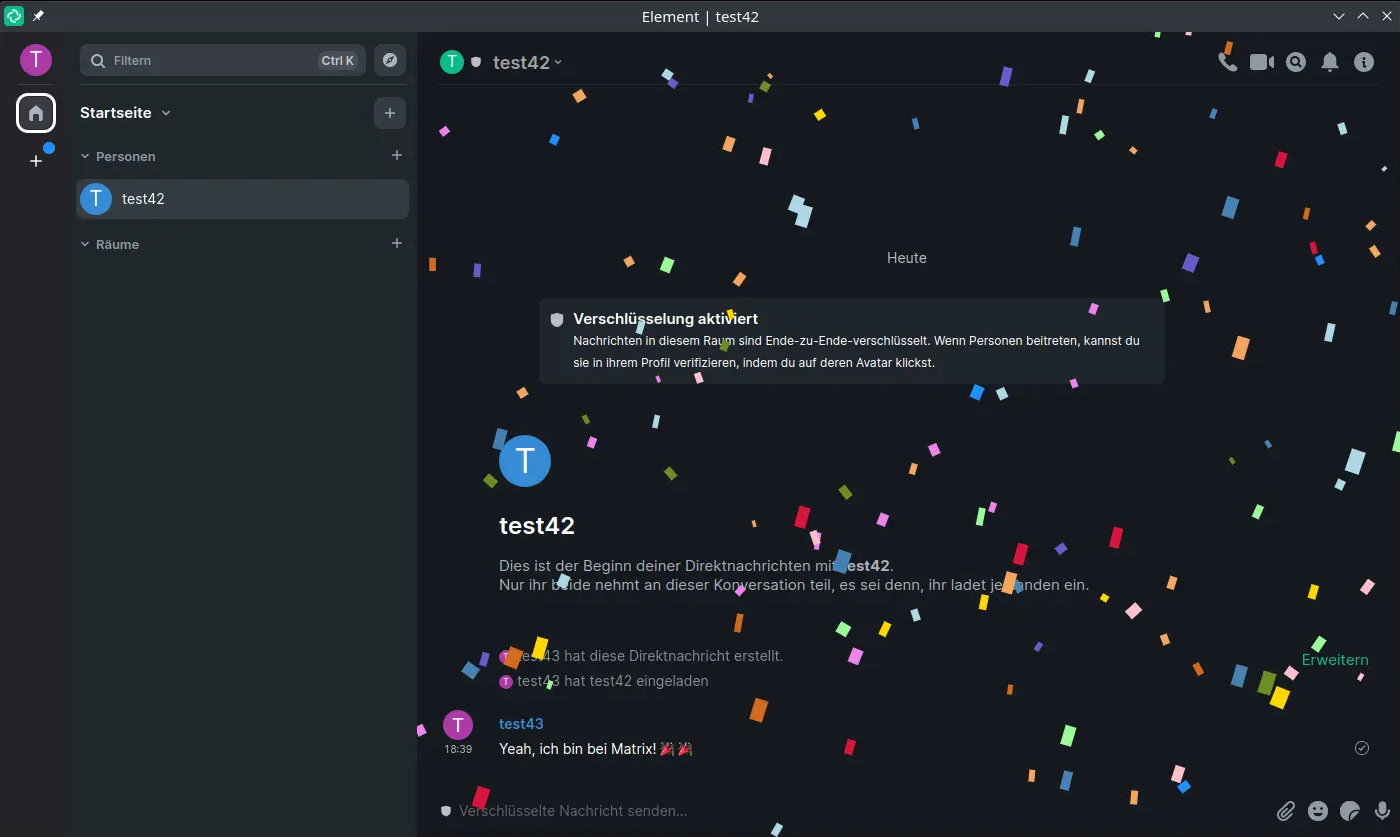 Element | test42
T
Filtern
Ctrl K
T test42
Startseite
Personen
T test42
Räume
Heute
Verschlüsselung aktiviert
Nachrichten in diesem Raum sind Ende-zu-Ende-verschlüsselt. Wenn Personen beitreten, kannst du
sie in ihrem Profil verifizieren, indem du auf deren Avatar klickst.
T
test42
Dies ist der Beginn deiner Direktnachrichten mit test42.
Nur ihr beide nehmt an dieser Konversation teil, es sei denn, ihr ladet jemanden ein.
T test43 hat diese Direktnachricht erstellt.
Erweitern
T test43 hat test42 eingeladen
T test43
18:39 Yeah, ich bin bei Matrix! 🎉🎉
Verschlüsselte Nachricht senden...